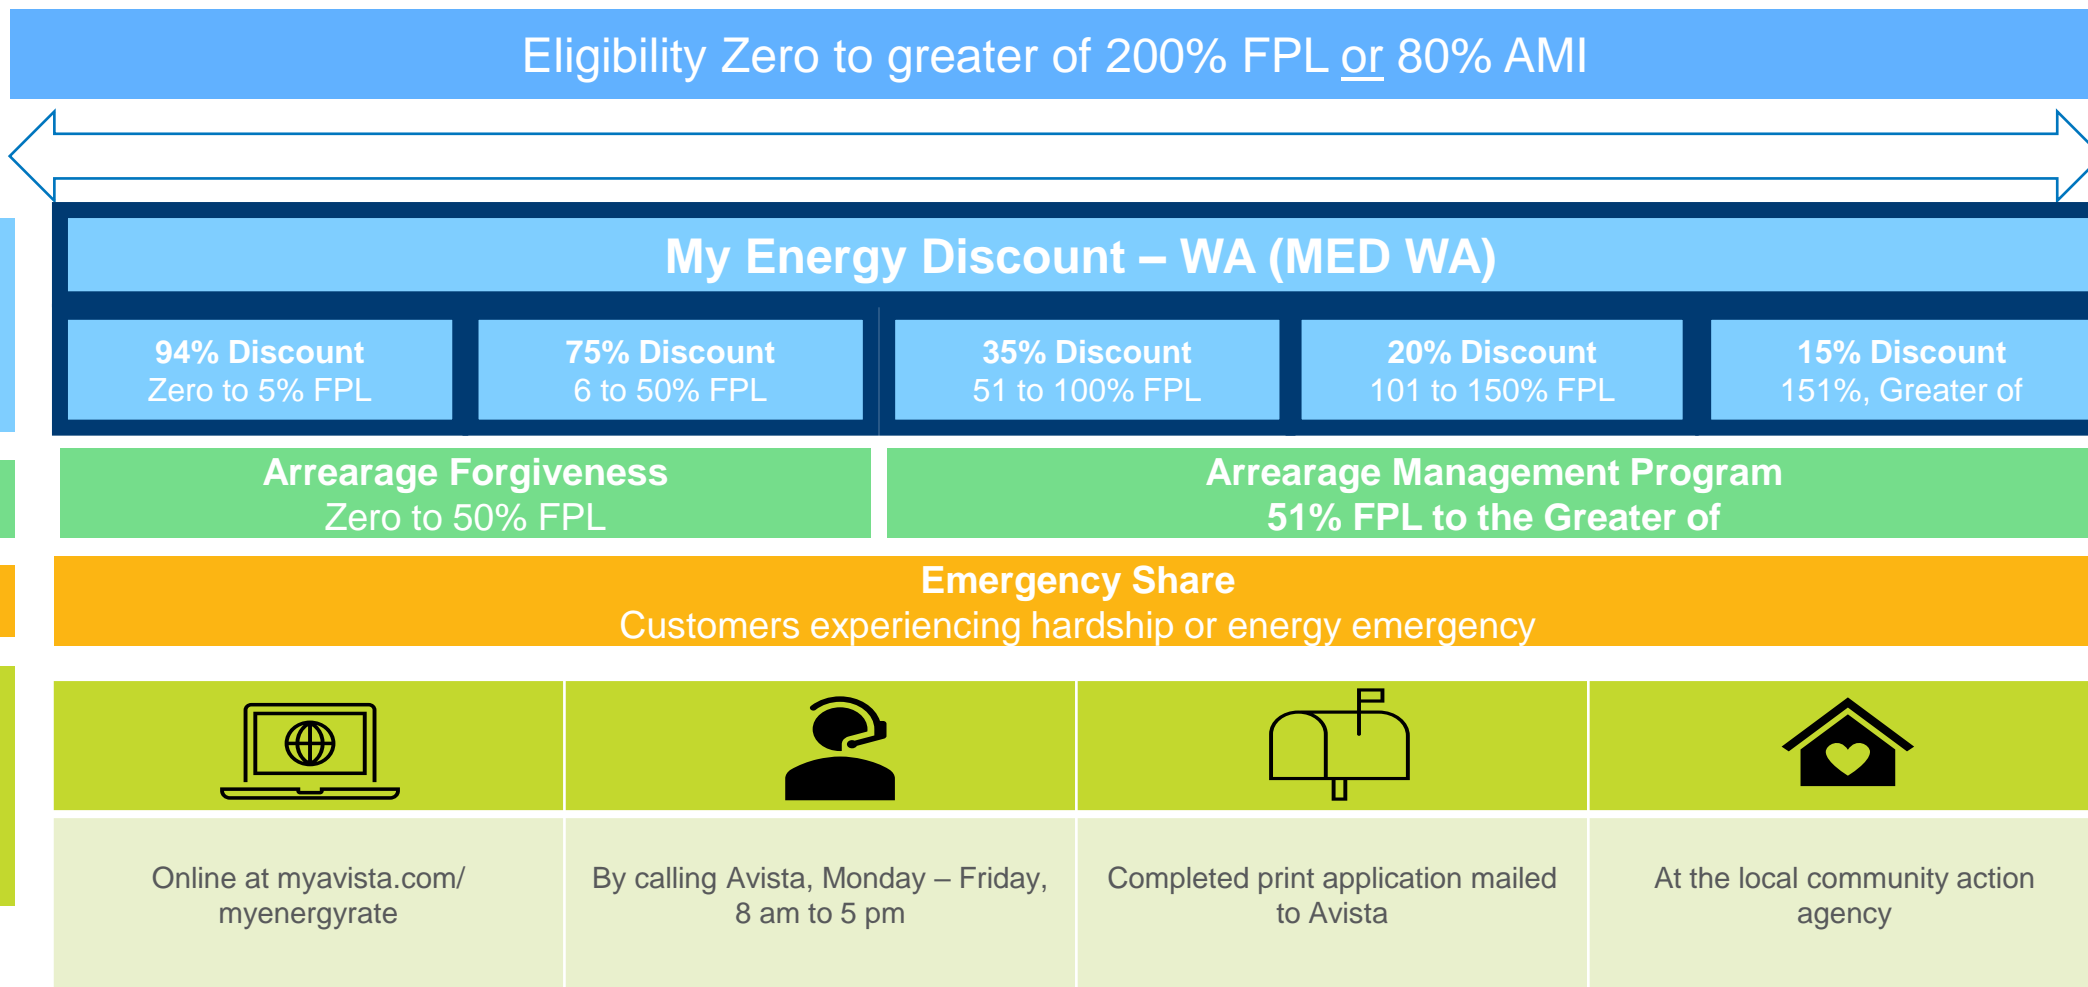 Eligibility Zero to greater of 200% FPL or 80% AMI
My Energy Discount – WA (MED WA)
94% Discount
Zero to 5% FPL
75% Discount
6 to 50% FPL
35% Discount
51 to 100% FPL
20% Discount
101 to 150% FPL
15% Discount
151%, Greater of
Arrearage Forgiveness
Zero to 50% FPL
Arrearage Management Program
51% FPL to the Greater of
Emergency Share
Customers experiencing hardship or energy emergency
Online at myavista.com/
myenergyrate
By calling Avista, Monday – Friday,
8 am to 5 pm
Completed print application mailed
to Avista
At the local community action
agency